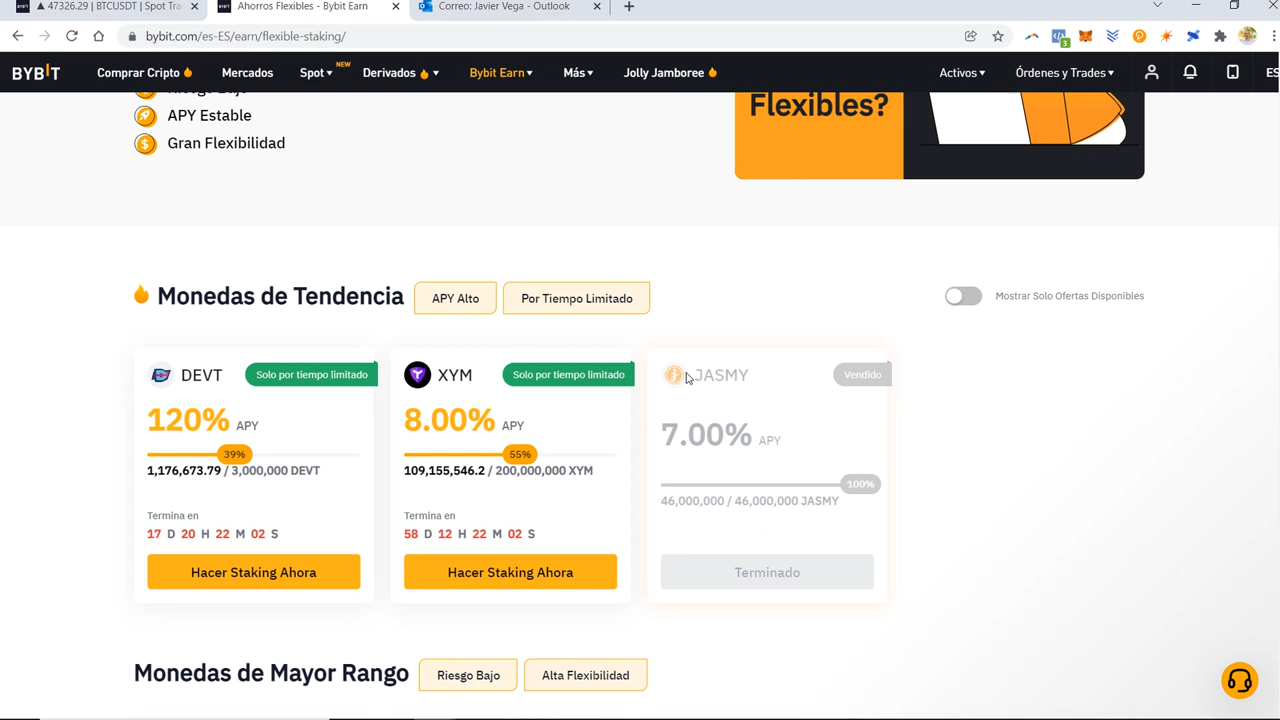 47326.29 | BTCUSDT | Spot Tra
Ahorros Flexibles - Bybit Earn
Correo: Javier Vega - Outlook
bybit.com/es-ES/earn/flexible-staking/
3
BYBIT
Comprar Cripto
Mercados
Spot
NEW
Derivados
Bybit Earn
Más
Jolly Jamboree
Activos
Órdenes y Trades
ES
Riesgo Bajo
APY Estable
Gran Flexibilidad
Flexibles?
Monedas de Tendencia
APY Alto
Por Tiempo Limitado
Mostrar Solo Ofertas Disponibles
DEVT
Solo por tiempo limitado
120% APY
39%
1,176,673.79 / 3,000,000 DEVT
Termina en
17 D 20 H 22 M 02 S
Hacer Staking Ahora
XYM
Solo por tiempo limitado
8.00% APY
55%
109,155,546.2 / 200,000,000 XYM
Termina en
58 D 12 H 22 M 02 S
Hacer Staking Ahora
JASMY
Vendido
7.00% APY
100%
46,000,000 / 46,000,000 JASMY
Terminado
Monedas de Mayor Rango
Riesgo Bajo
Alta Flexibilidad